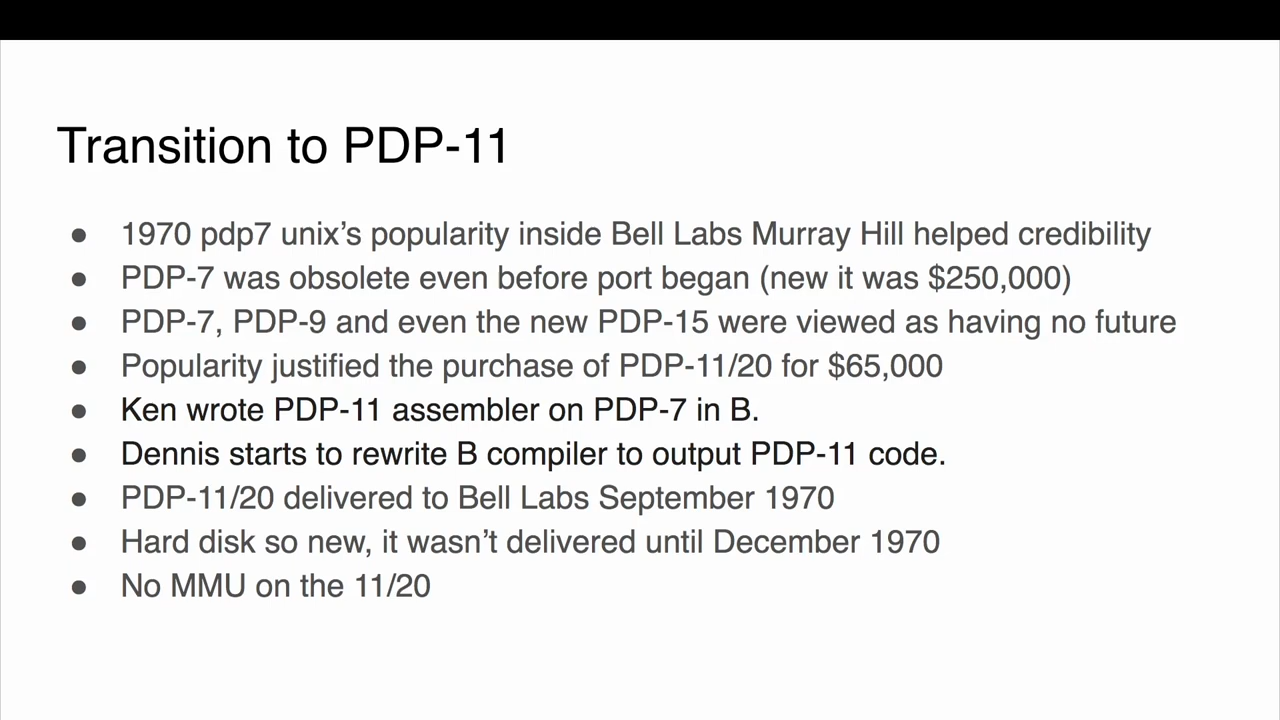 Transition to PDP-11
● 1970 pdp7 unix’s popularity inside Bell Labs Murray Hill helped credibility
● PDP-7 was obsolete even before port began (new it was $250,000)
● PDP-7, PDP-9 and even the new PDP-15 were viewed as having no future
● Popularity justified the purchase of PDP-11/20 for $65,000
● Ken wrote PDP-11 assembler on PDP-7 in B.
● Dennis starts to rewrite B compiler to output PDP-11 code.
● PDP-11/20 delivered to Bell Labs September 1970
● Hard disk so new, it wasn’t delivered until December 1970
● No MMU on the 11/20